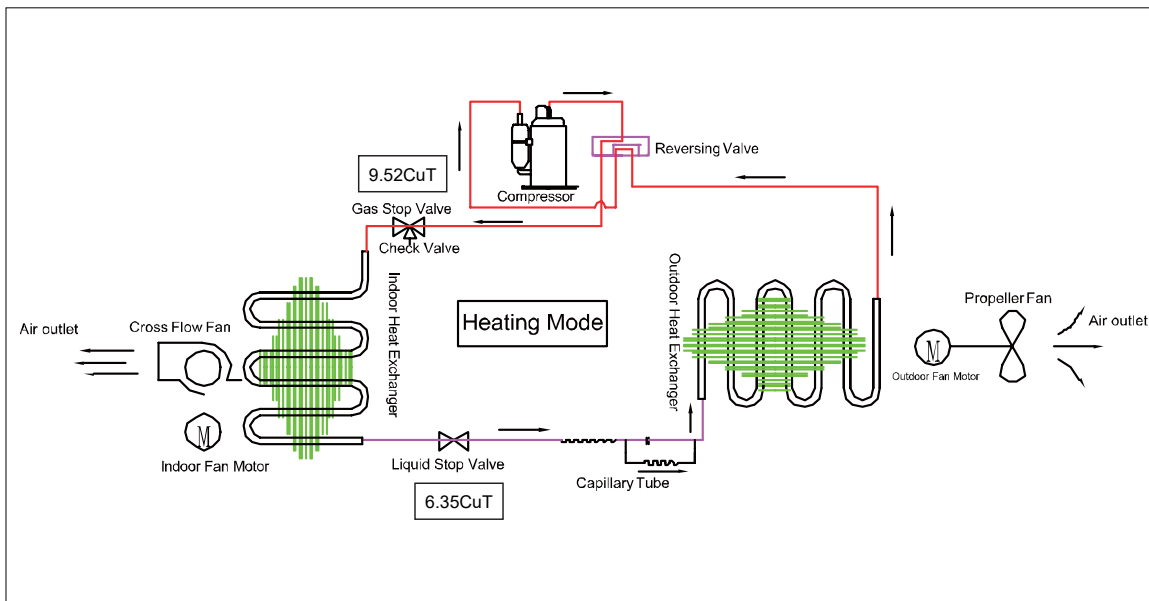 Reversing Valve
9.52CuT
Compressor
Gas Stop Valve
Check Valve
Indoor Heat Exchanger
Outdoor Heat Exchanger
Heating Mode
Propeller Fan
Air outlet
Cross Flow Fan
Air outlet
M
Outdoor Fan Motor
M
Indoor Fan Motor
Liquid Stop Valve
Capillary Tube
6.35CuT